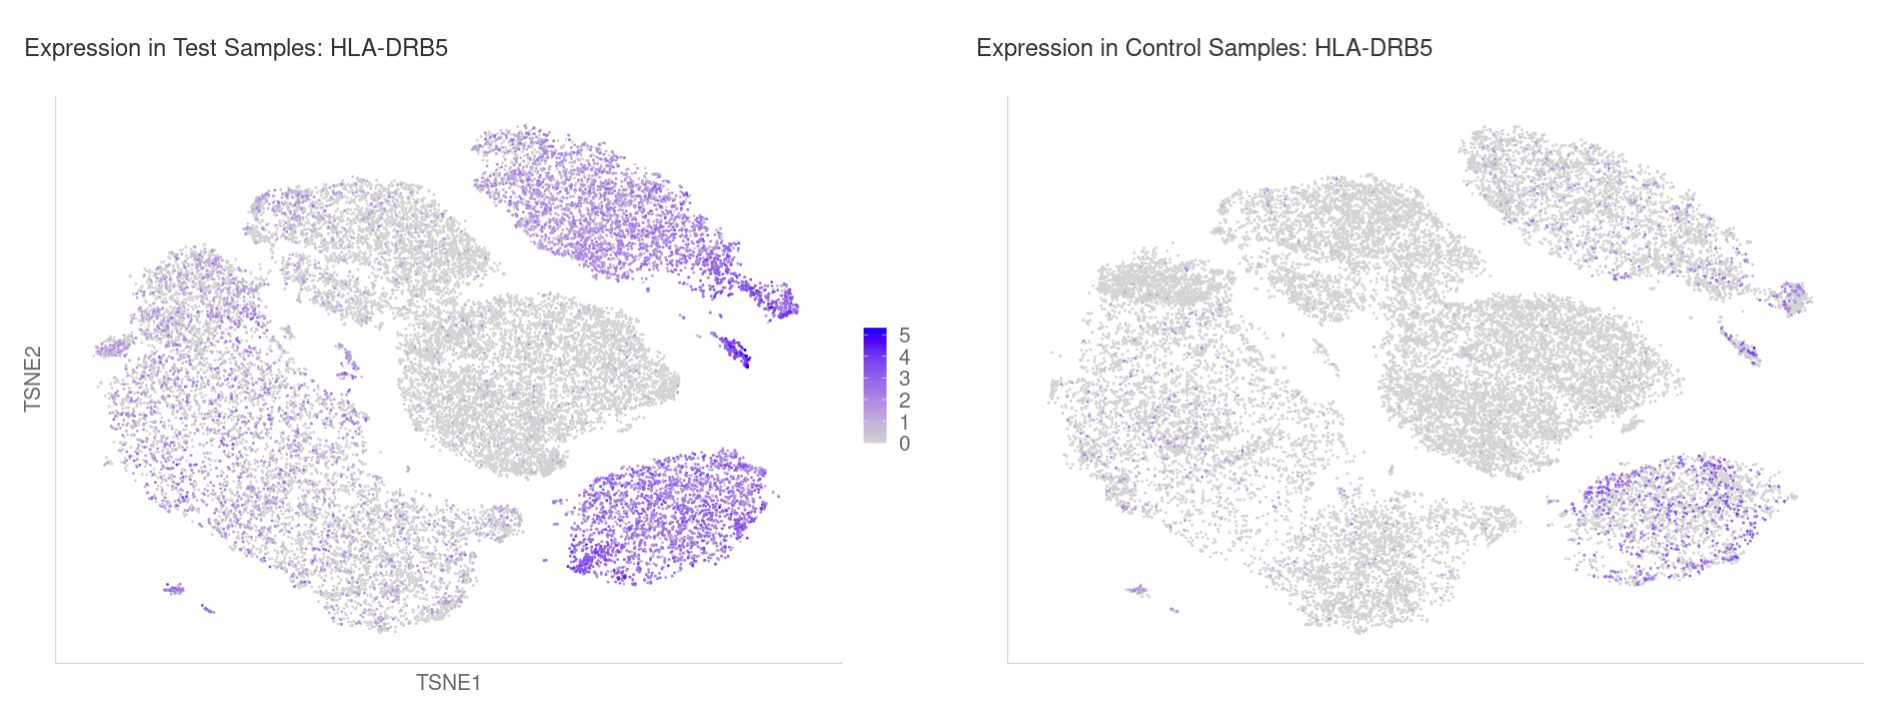 Expression in Test Samples: HLA-DRB5
Expression in Control Samples: HLA-DRB5
TSNE2
5
4
3
2
1
0
TSNE1